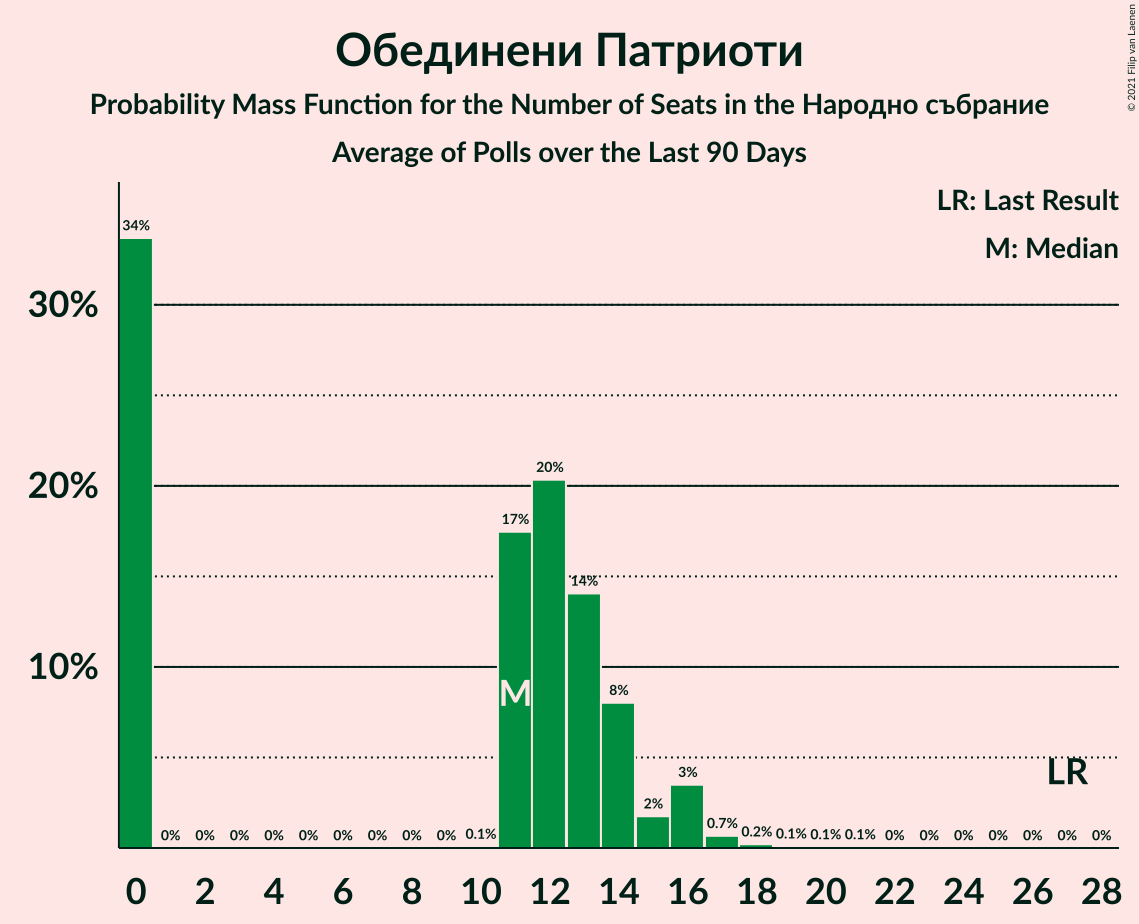 Обединени Патриоти
Probability Mass Function for the Number of Seats in the Народно събрание
Average of Polls over the Last 90 Days
© 2021 Filip van Laenen
LR: Last Result
M: Median
34%
30%
20%
20%
17%
14%
10%
M
8%
LR
3%
2%
0% 0% 0% 0% 0% 0% 0% 0% 0% 0.1% 0.7% 0.2% 0.1% 0.1% 0.1% 0% 0% 0% 0% 0% 0% 0%
0 2 4 6 8 10 12 14 16 18 20 22 24 26 28